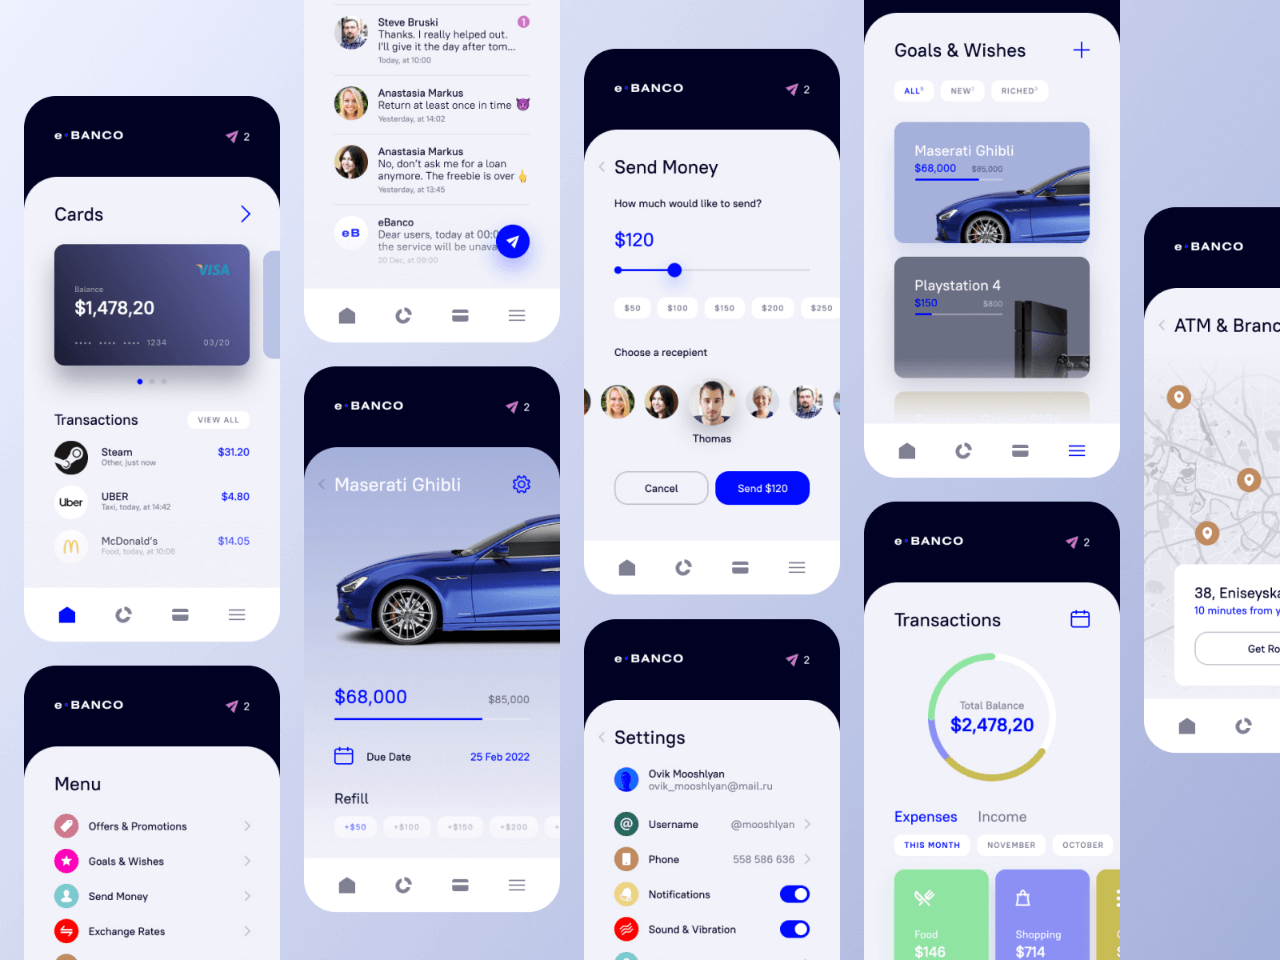 e·BANCO
2
Cards
VISA
Balance
$1,478,20
•••• •••• •••• 1234
03/20
Transactions
VIEW ALL
Steam
Other, just now
$31.20
Uber
UBER
Taxi, today, at 14:42
$4.80
McDonald's
Food, today, at 10:06
$14.05
e·BANCO
2
Menu
Offers & Promotions
Goals & Wishes
Send Money
Exchange Rates
Steve Bruski
1
Thanks. I really helped out.
I'll give it the day after tom...
Today, at 10:00
Anastasia Markus
Return at least once in time 😈
Yesterday, at 14:02
Anastasia Markus
No, don't ask me for a loan
anymore. The freebie is over 🖕
Yesterday, at 13:45
eB
eBanco
Dear users, today at 00:0
the service will be unava
20 Dec, at 09:00
e·BANCO
2
Maserati Ghibli
$68,000
$85,000
Due Date
25 Feb 2022
Refill
+$50
+$100
+$150
+$200
e·BANCO
2
Send Money
How much would like to send?
$120
$50
$100
$150
$200
$250
Choose a recepient
Thomas
Cancel
Send $120
e·BANCO
2
Settings
Ovik Mooshlyan
ovik_mooshlyan@mail.ru
@
Username
@mooshlyan
Phone
558 586 636
Notifications
Sound & Vibration
Goals & Wishes
ALL
NEW
RICHED
Maserati Ghibli
$68,000
$85,000
Playstation 4
$150
$800
e·BANCO
2
Transactions
Total Balance
$2,478,20
Expenses
Income
THIS MONTH
NOVEMBER
OCTOBER
Food
$146
Shopping
$714
e·BANCO
ATM & Branc
38, Eniseyska
10 minutes from y
Get Ro